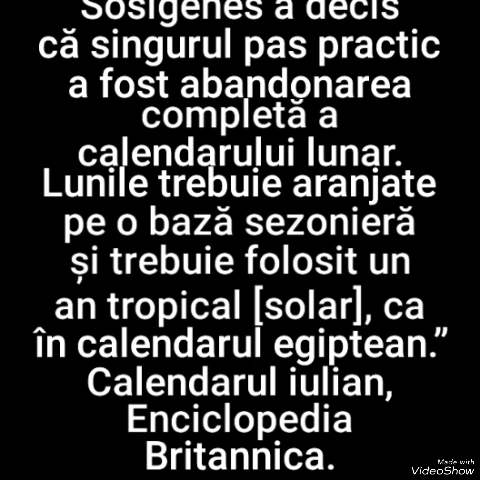 Sosigenes a decis
că singurul pas practic
a fost abandonarea
completă a
calendarului lunar.
Lunile trebuie aranjate
pe o bază sezonieră
și trebuie folosit un
an tropical [solar], ca
în calendarul egiptean.”
Calendarul iulian,
Enciclopedia
Britannica.
Made with
VideoShow